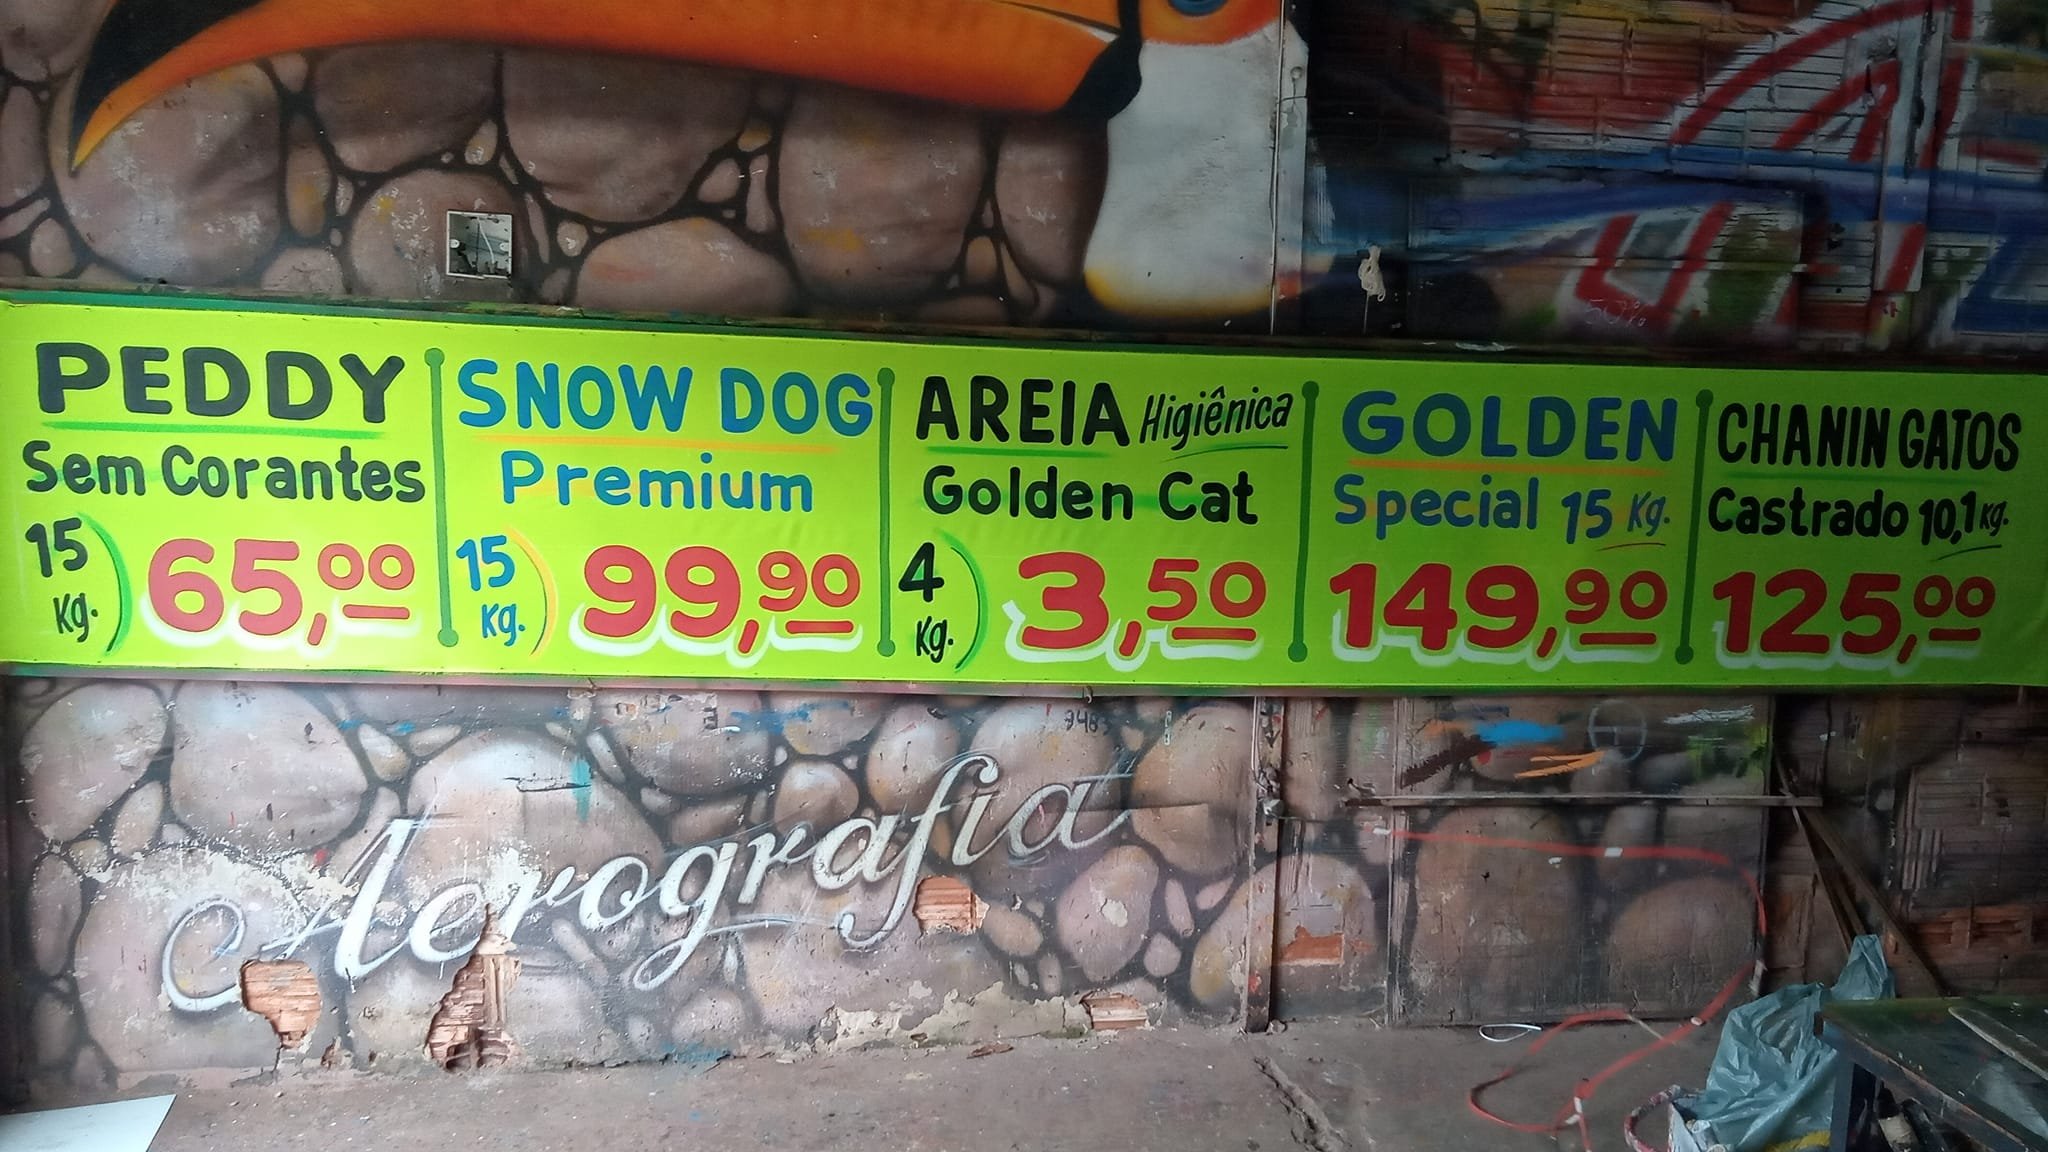 PEDDY
Sem Corantes
15 Kg. 65,00
SNOW DOG
Premium
15 Kg. 99,90
AREIA Higiênica
Golden Cat
4 Kg. 3,50
GOLDEN
Special 15 Kg.
149,90
CHANIN GATOS
Castrado 10,1 Kg.
125,00
Aerografia